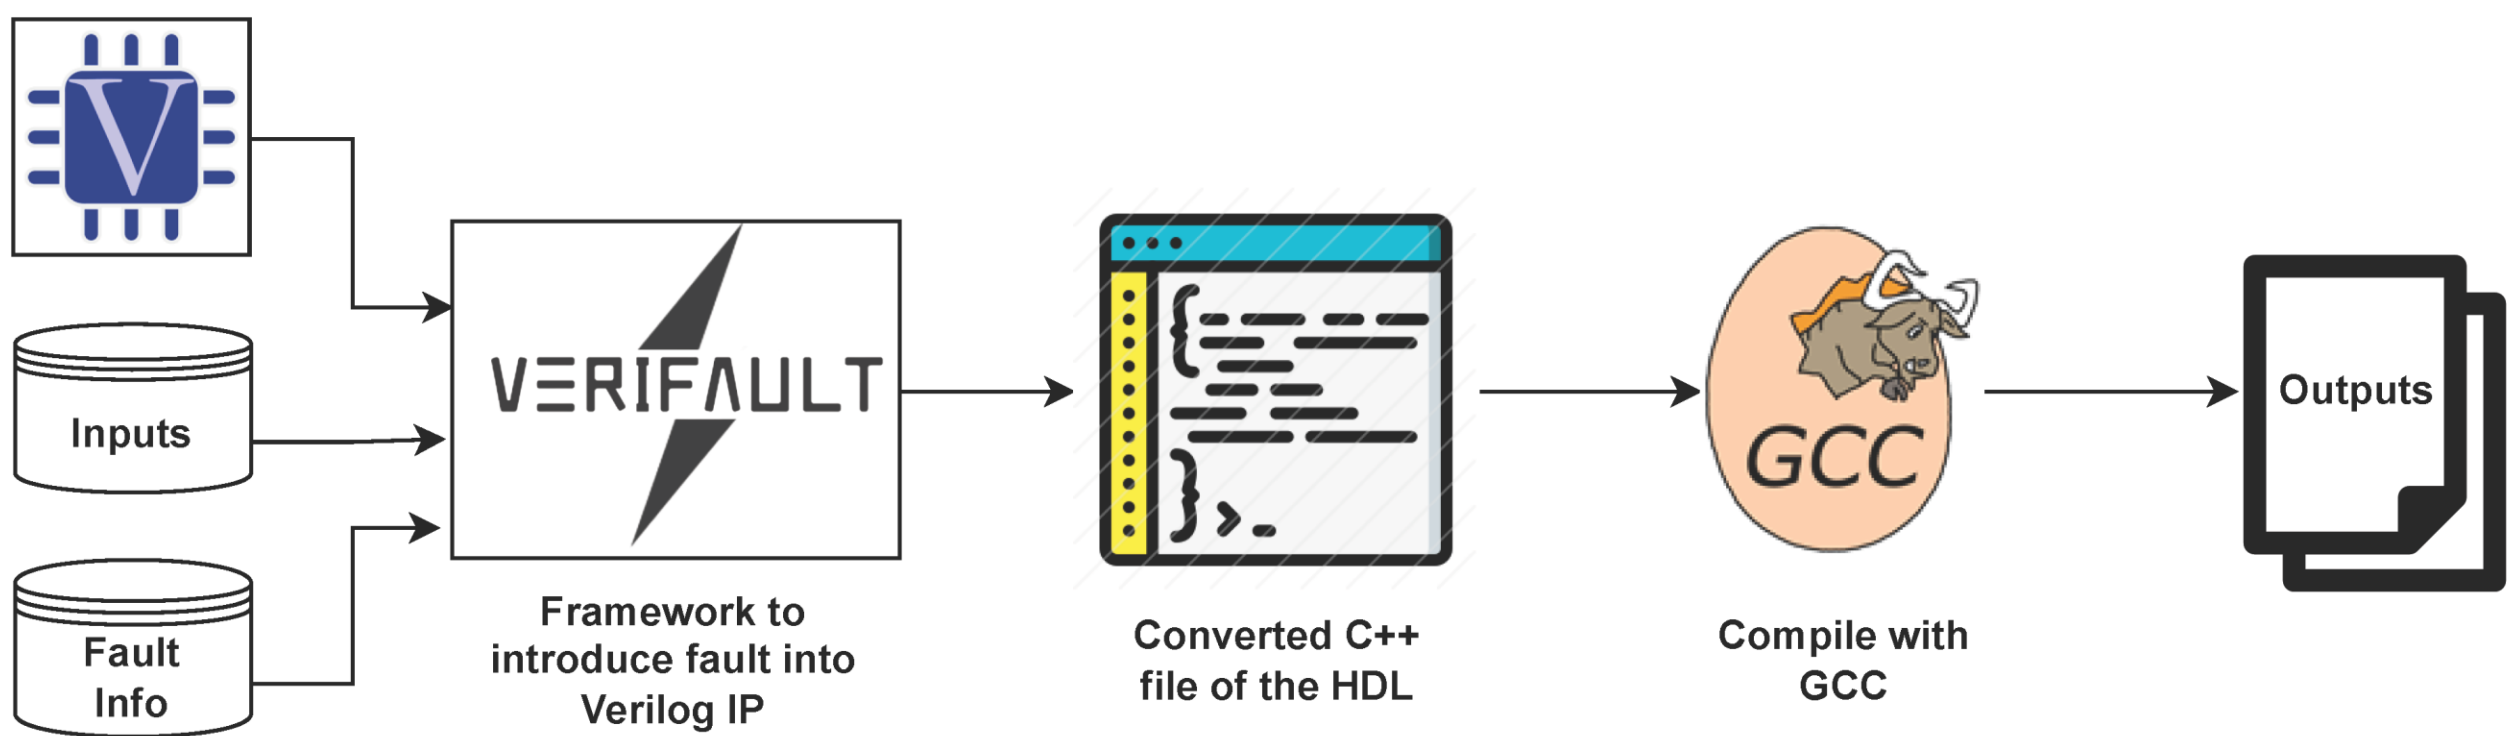 V
Inputs
Fault
Info
VERIFAULT
Framework to
introduce fault into
Verilog IP
Converted C++
file of the HDL
GCC
Compile with
GCC
Outputs